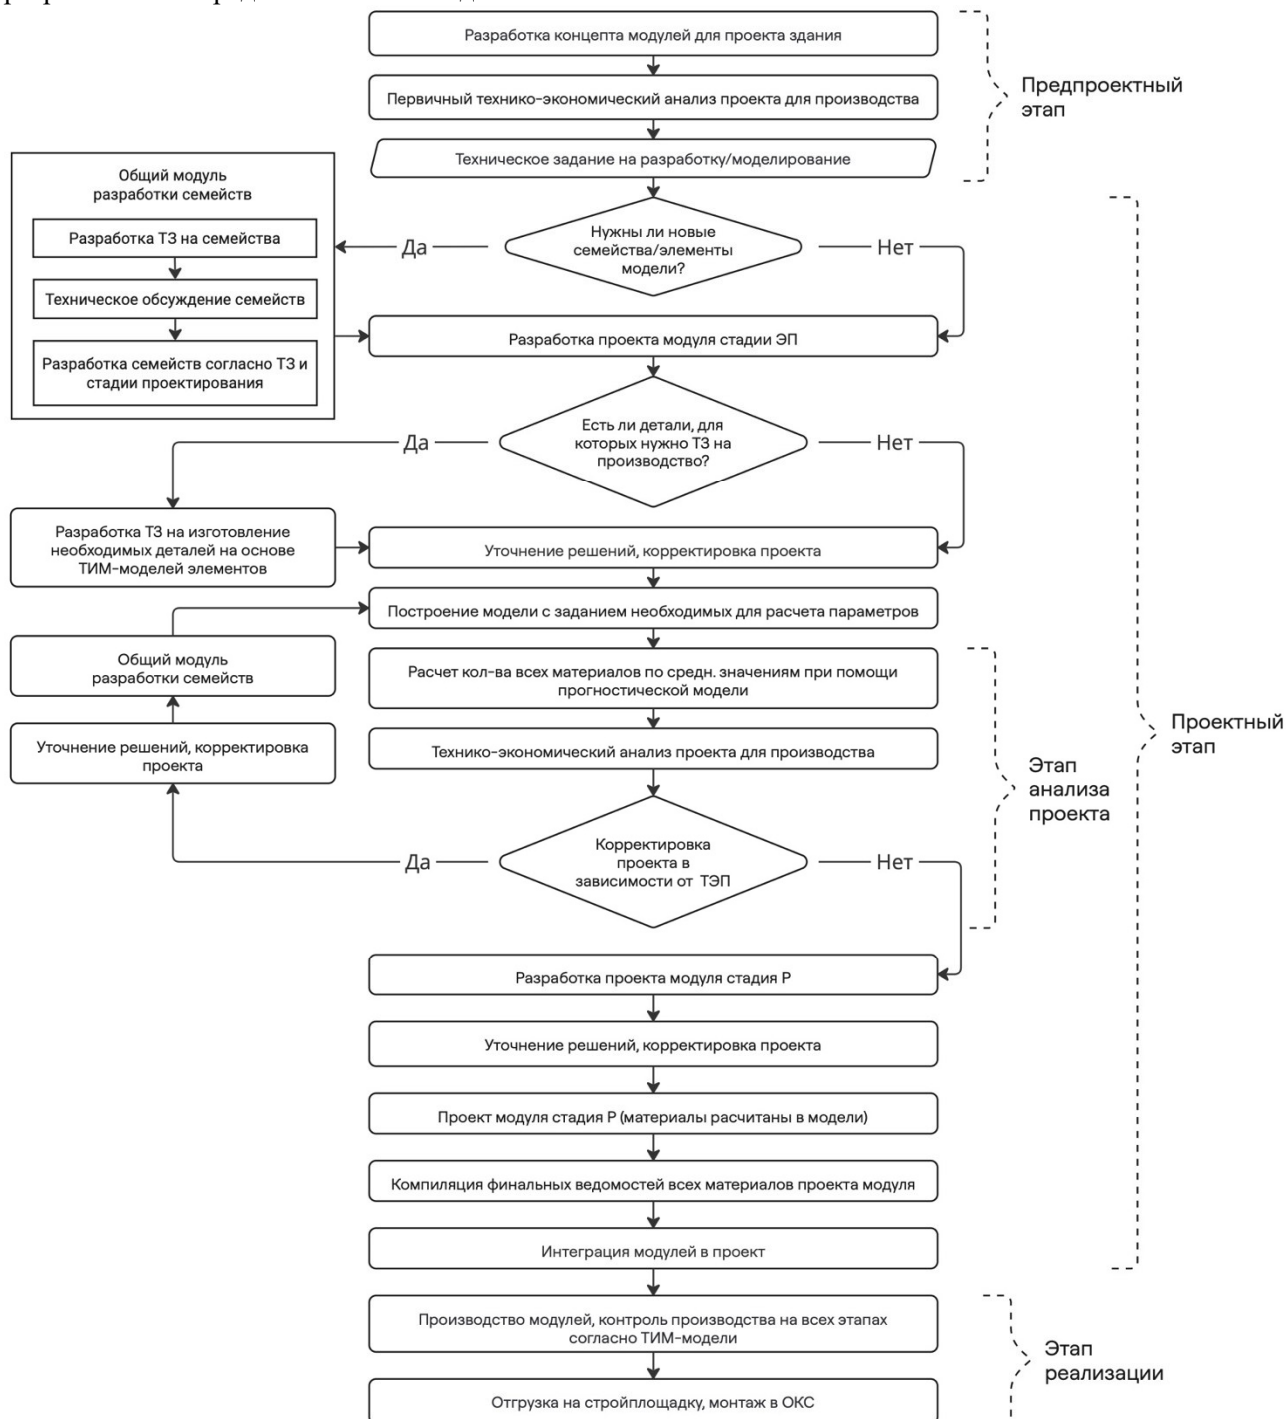 Разработка концепта модулей для проекта здания
Первичный технико-экономический анализ проекта для производства
Техническое задание на разработку/моделирование
Предпроектный
этап
Общий модуль
разработки семейств
Разработка ТЗ на семейства
Техническое обсуждение семейств
Разработка семейств согласно ТЗ и
стадии проектирования
Да
Нужны ли новые
семейства/элементы
модели?
Нет
Разработка проекта модуля стадии ЭП
Да
Есть ли детали, для
которых нужно ТЗ на
производство?
Нет
Разработка ТЗ на изготовление
необходимых деталей на основе
ТИМ-моделей элементов
Уточнение решений, корректировка проекта
Построение модели с заданием необходимых для расчета параметров
Общий модуль
разработки семейств
Расчет кол-ва всех материалов по средн. значениям при помощи
прогностической модели
Уточнение решений, корректировка
проекта
Технико-экономический анализ проекта для производства
Этап
анализа
проекта
Проектный
этап
Да
Корректировка
проекта в
зависимости от ТЭП
Нет
Разработка проекта модуля стадия Р
Уточнение решений, корректировка проекта
Проект модуля стадия Р (материалы расчитаны в модели)
Компиляция финальных ведомостей всех материалов проекта модуля
Интеграция модулей в проект
Производство модулей, контроль производства на всех этапах
согласно ТИМ-модели
Отгрузка на стройплощадку, монтаж в ОКС
Этап
реализации